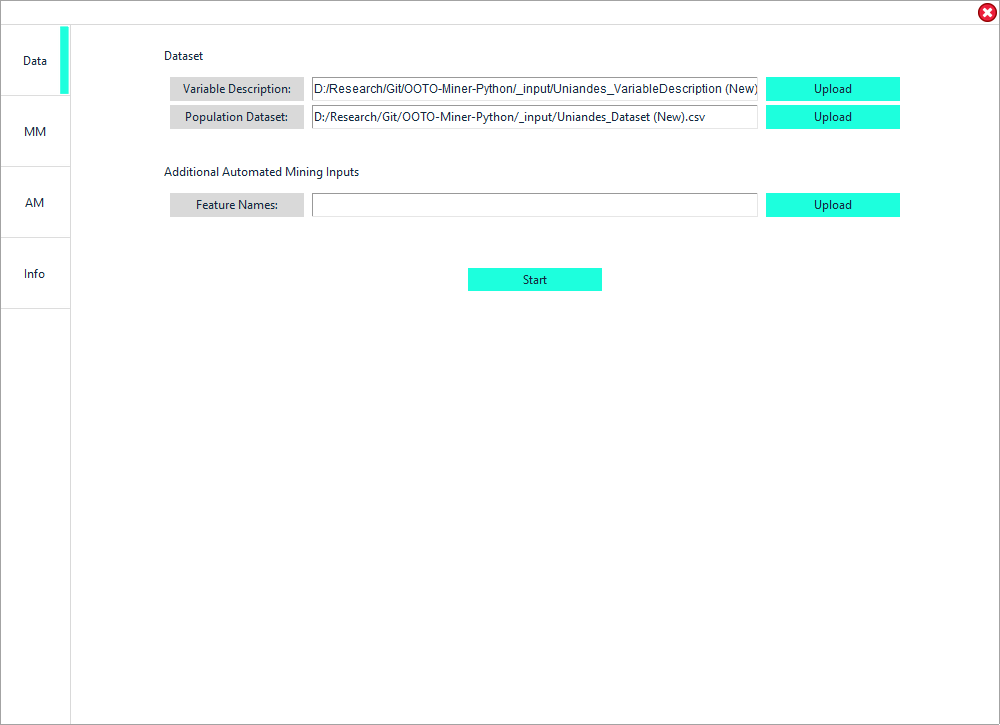 Data
MM
AM
Info
Dataset
Variable Description: D:/Research/Git/OOTO-Miner-Python/_input/Uniandes_VariableDescription (New) Upload
Population Dataset: D:/Research/Git/OOTO-Miner-Python/_input/Uniandes_Dataset (New).csv Upload
Additional Automated Mining Inputs
Feature Names: Upload
Start